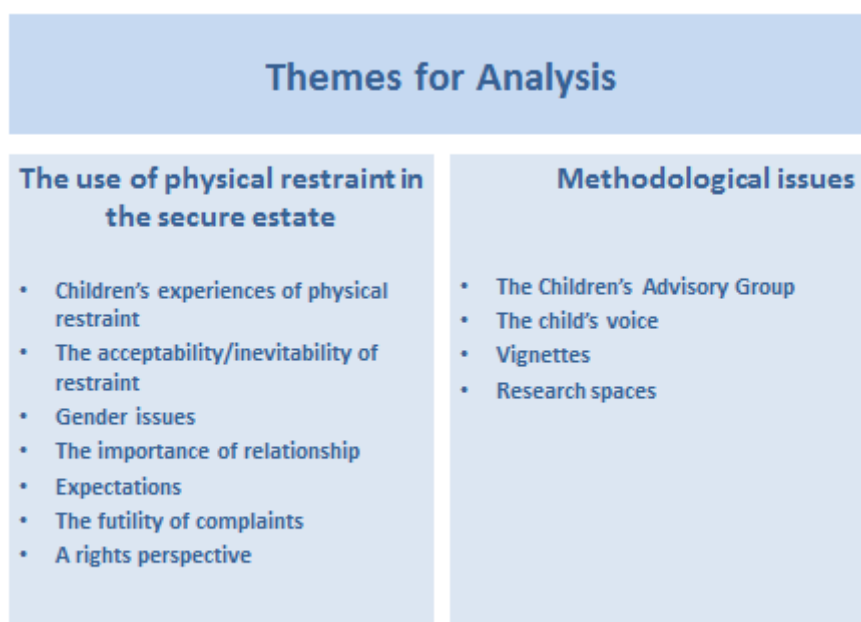 Themes for Analysis
The use of physical restraint in
the secure estate
• Children's experiences of physical
restraint
• The acceptability/inevitability of
restraint
• Gender issues
• The importance of relationship
• Expectations
• The futility of complaints
• A rights perspective
Methodological issues
• The Children's Advisory Group
• The child's voice
• Vignettes
• Research spaces